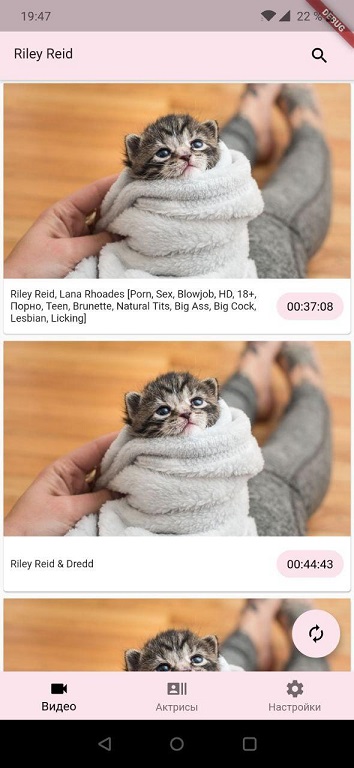 19:47
22 %
DEBUG
Riley Reid
Riley Reid, Lana Rhoades [Porn, Sex, Blowjob, HD, 18+,
Порно, Teen, Brunette, Natural Tits, Big Ass, Big Cock,
Lesbian, Licking]
00:37:08
Riley Reid & Dredd
00:44:43
Видео
Актрисы
Настройки